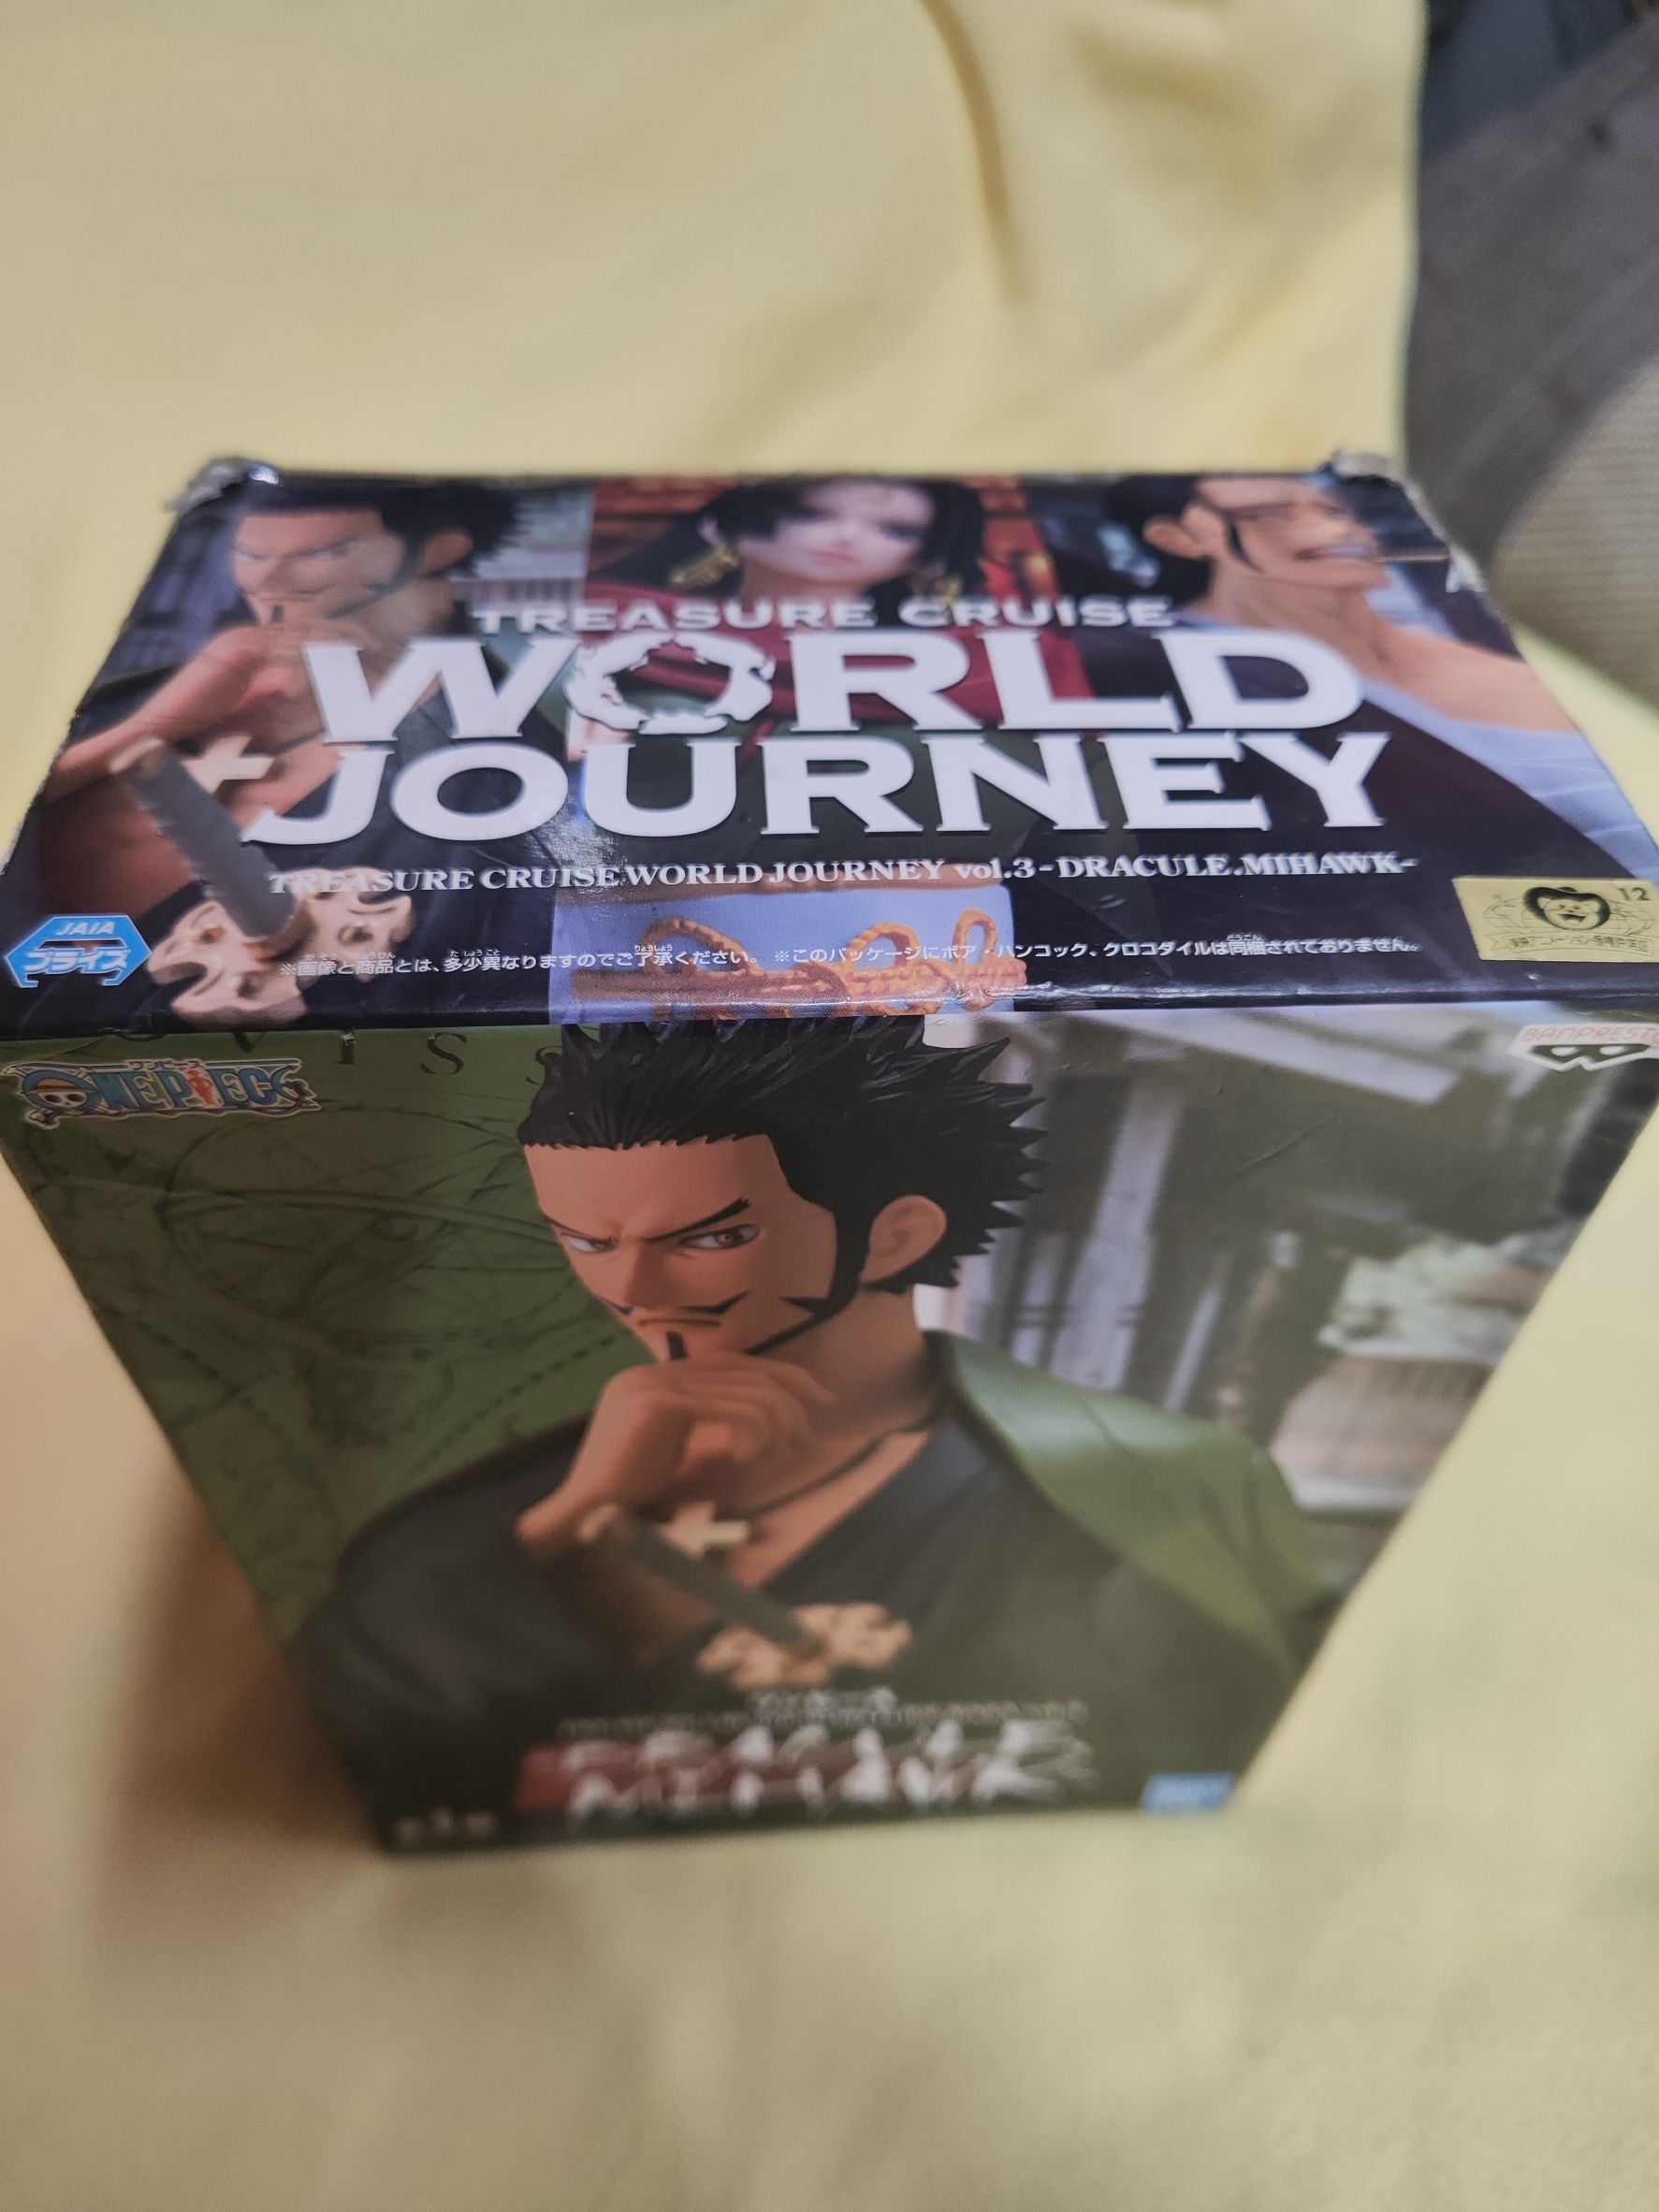 TREASURE CRUISE
WORLD
JOURNEY
TREASURE CRUISE WORLD JOURNEY vol.3-DRACULE.MIHAWK-
JAIA
プライズ
※画像と商品とは、多少異なりますのでご了承ください。 ※このパッケージにボア・ハンコック、クロコダイルは同梱されておりません。
12
ONE PIECE
BANPRESTO
MIHAWK